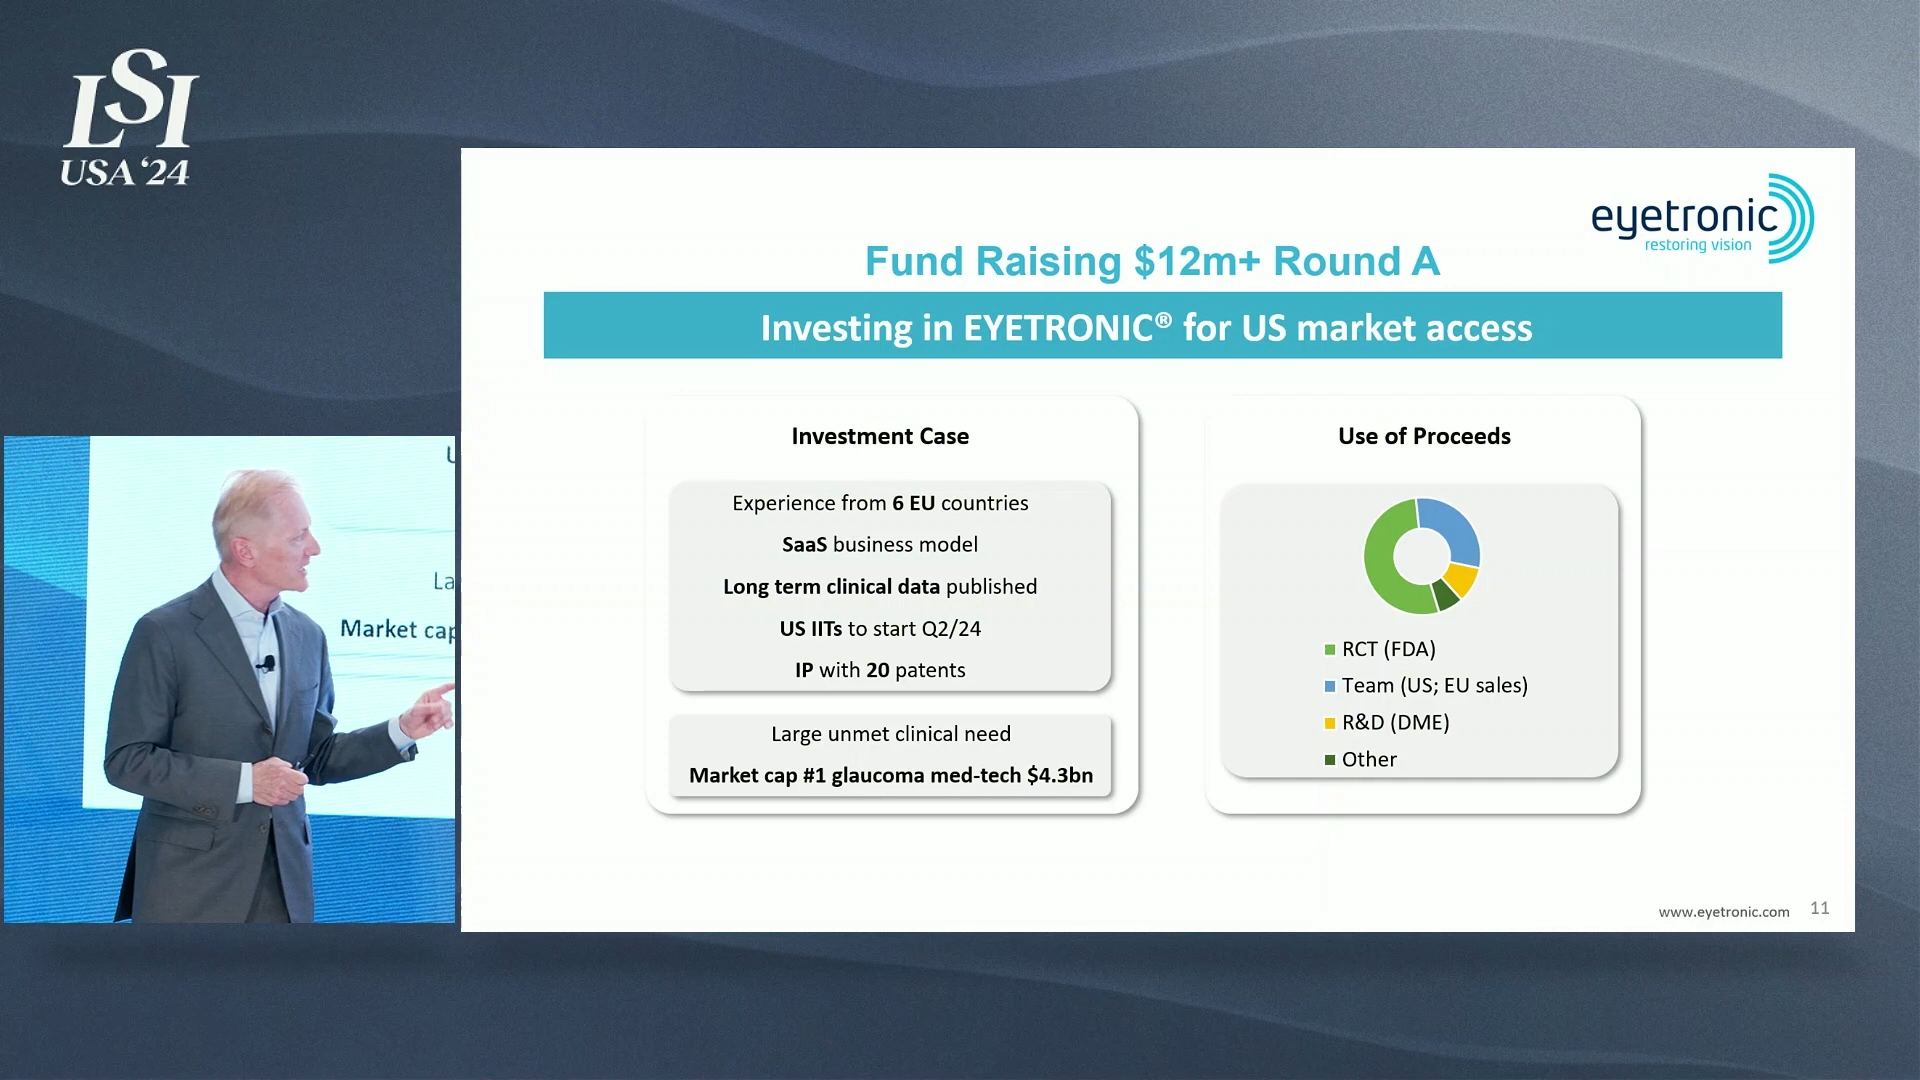 LSI
USA '24
eyetronic
restoring vision
Fund Raising $12m+ Round A
Investing in EYETRONIC® for US market access
Investment Case
Experience from 6 EU countries
SaaS business model
Long term clinical data published
US IITs to start Q2/24
IP with 20 patents
Large unmet clinical need
Market cap #1 glaucoma med-tech $4.3bn
Use of Proceeds
RCT (FDA)
Team (US; EU sales)
R&D (DME)
Other
www.eyetronic.com 11
U
La
Market cap